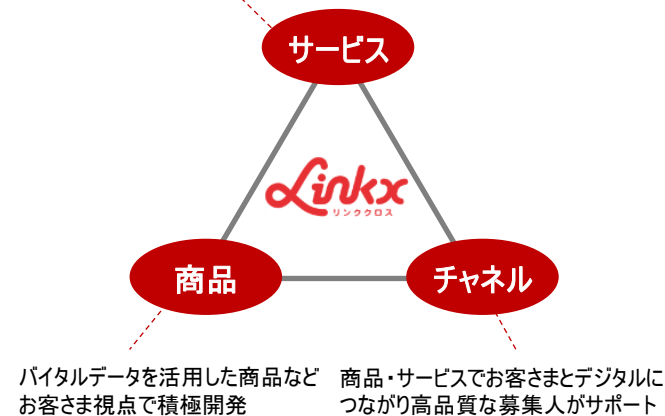 サービス
Linkx
リンククロス
商品
チャネル
バイタルデータを活用した商品など
お客さま視点で積極開発
商品・サービスでお客さまとデジタルに
つながり高品質な募集人がサポート